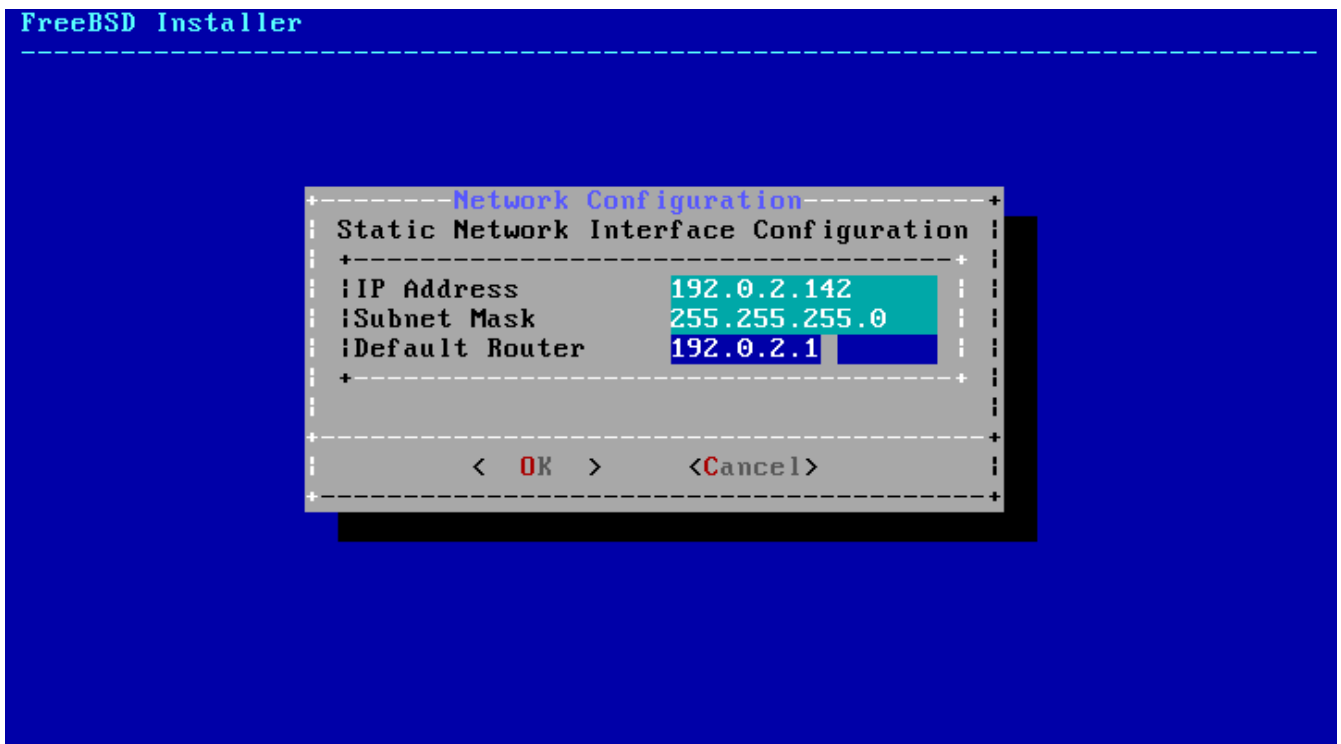 FreeBSD Installer
Network Configuration
Static Network Interface Configuration
IP Address 192.0.2.142
Subnet Mask 255.255.255.0
Default Router 192.0.2.1
< OK > <Cancel>